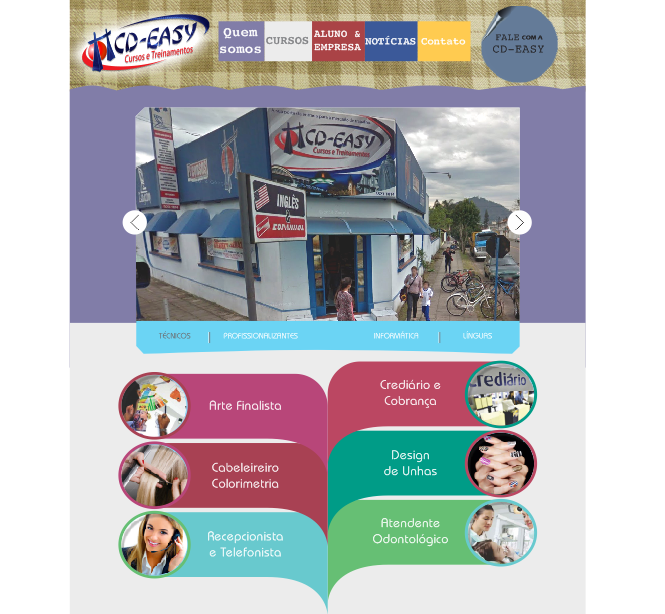 CD-EASY
Cursos e Treinamentos
Quem
somos
CURSOS
ALUNO &
EMPRESA
NOTÍCIAS
Contato
FALE COM A
CD-EASY
CD-EASY
Cursos e Treinamentos
INGLÊS
&
ESPANHOL
TÉCNICOS
PROFISSIONALIZANTES
INFORMÁTICA
LÍNGUAS
Arte Finalista
Crediário e
Cobrança
Crediário
Cabeleireiro
Colorimetria
Design
de Unhas
Recepcionista
e Telefonista
Atendente
Odontológico